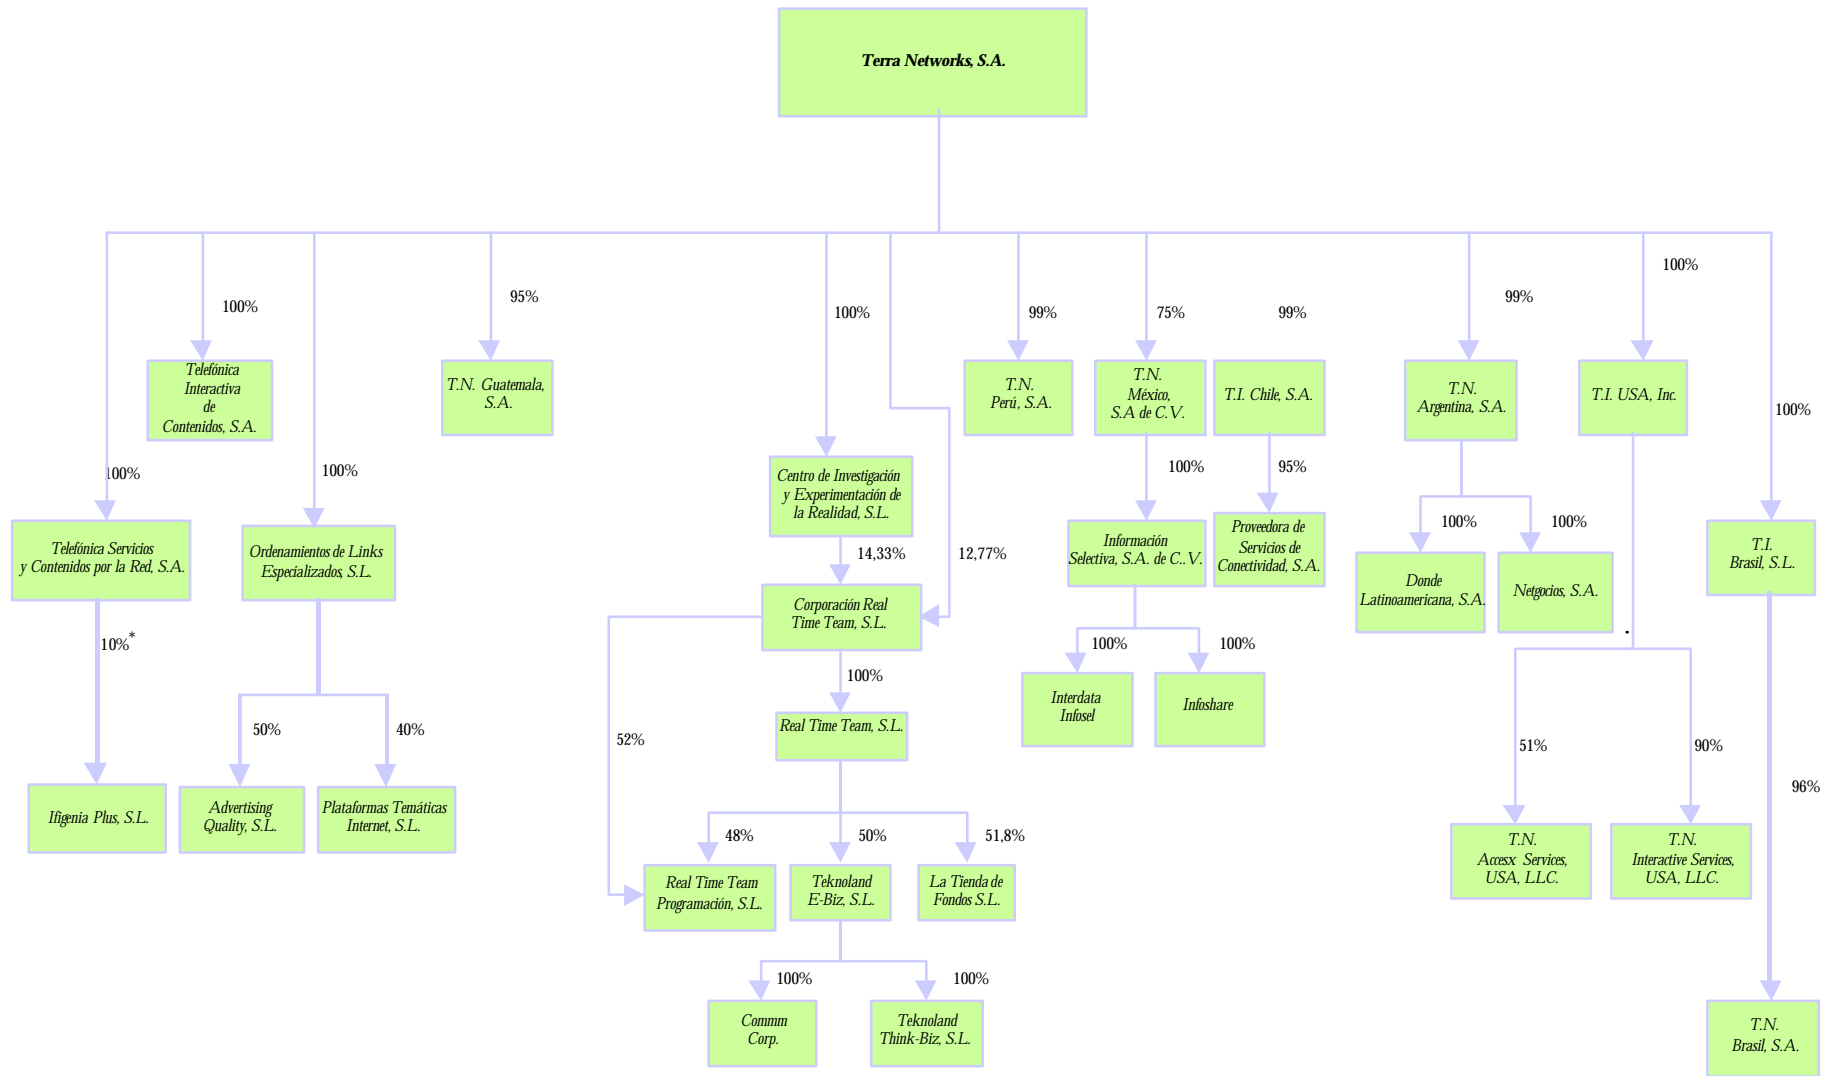 Terra Networks, S.A.
100%
95%
100%
99%
75%
99%
99%
100%
100%
Telefónica
Interactiva
de
Contenidos, S.A.
T.N. Guatemala,
S.A.
T.N.
Perú, S.A.
T.N.
México,
S.A de C.V.
T.I. Chile, S.A.
T.N.
Argentina, S.A.
T.I. USA, Inc.
100%
100%
100%
95%
Centro de Investigación
y Experimentación de
la Realidad, S.L.
Telefónica Servicios
y Contenidos por la Red, S.A.
Ordenamientos de Links
Especializados, S.L.
14,33%
12,77%
Información
Selectiva, S.A. de C..V.
Proveedora de
Servicios de
Conectividad, S.A.
100%
100%
T.I.
Brasil, S.L.
Donde
Latinoamericana, S.A.
Netgocios, S.A.
Corporación Real
Time Team, S.L.
10%*
100%
100%
100%
Interdata
Infosel
Infoshare
50%
40%
52%
Real Time Team, S.L.
51%
90%
96%
Ifigenia Plus, S.L.
Advertising
Quality, S.L.
Plataformas Temáticas
Internet, S.L.
48%
50%
51,8%
T.N.
Accesx Services,
USA, LLC.
T.N.
Interactive Services,
USA, LLC.
Real Time Team
Programación, S.L.
Teknoland
E-Biz, S.L.
La Tienda de
Fondos S.L.
100%
100%
Commm
Corp.
Teknoland
Think-Biz, S.L.
T.N.
Brasil, S.A.